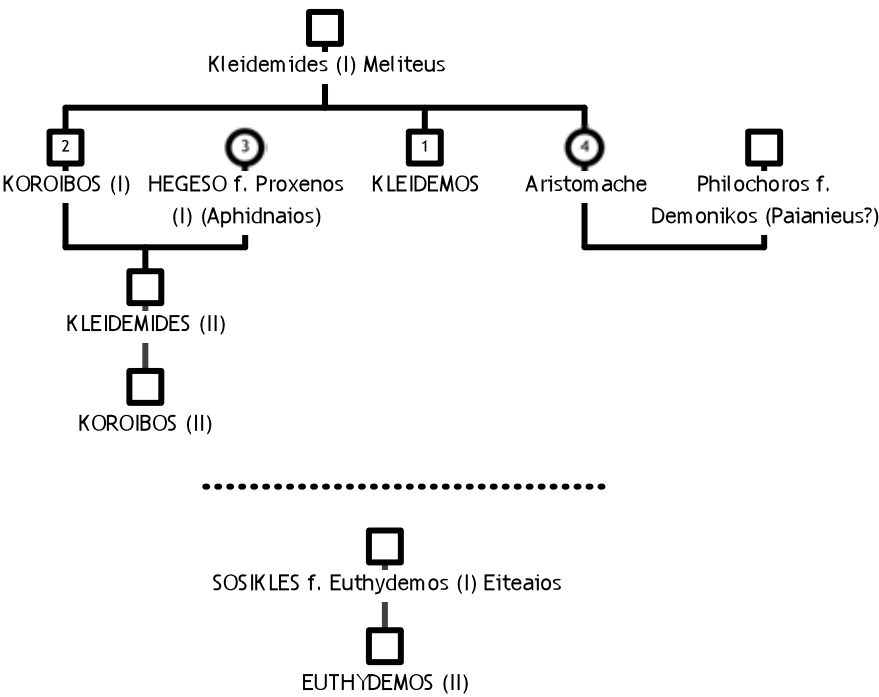 Kleidemides (I) Meliteus
2 3 1 4
KOROIBOS (I) HEGESO f. Proxenos KLEIDEMOS Aristomache Philochoros f.
(I) (Aphidnaios) Demonikos (Paianieus?)
KLEIDEMIDES (II)
KOROIBOS (II)
SOSIKLES f. Euthydemos (I) Eiteaios
EUTHYDEMOS (II)